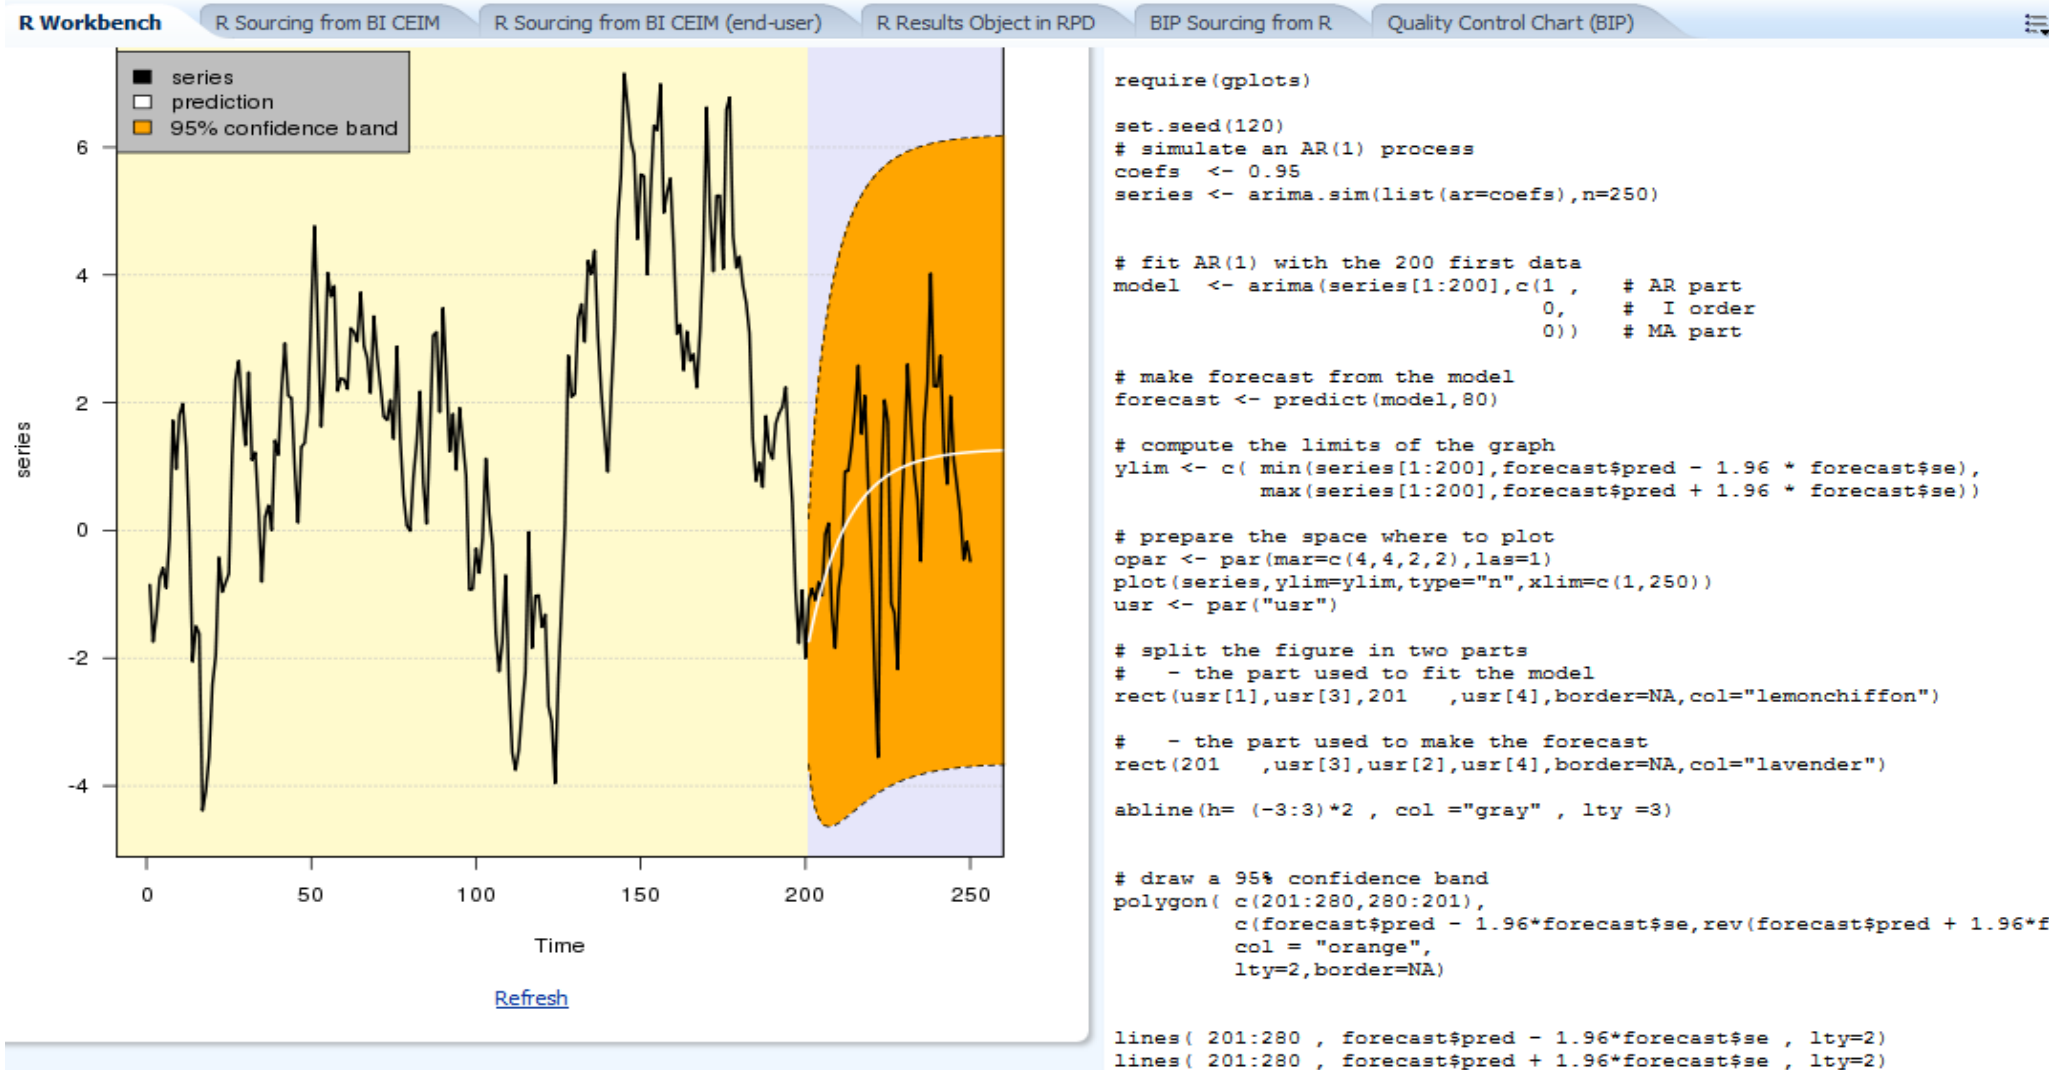 R Workbench
R Sourcing from BI CEIM
R Sourcing from BI CEIM (end-user)
R Results Object in RPD
BIP Sourcing from R
Quality Control Chart (BIP)
series
prediction
95% confidence band
6
4
2
0
-2
-4
series
0 50 100 150 200 250
Time
Refresh
require(gplots)
set.seed(120)
# simulate an AR(1) process
coefs  <- 0.95
series <- arima.sim(list(ar=coefs),n=250)
# fit AR(1) with the 200 first data
model  <- arima(series[1:200],c(1 ,   # AR part
0,    #  I order
0))   # MA part
# make forecast from the model
forecast <- predict(model,80)
# compute the limits of the graph
ylim <- c( min(series[1:200],forecast$pred - 1.96 * forecast$se),
max(series[1:200],forecast$pred + 1.96 * forecast$se))
# prepare the space where to plot
opar <- par(mar=c(4,4,2,2),las=1)
plot(series,ylim=ylim,type="n",xlim=c(1,250))
usr <- par("usr")
# split the figure in two parts
#   - the part used to fit the model
rect(usr[1],usr[3],201   ,usr[4],border=NA,col="lemonchiffon")
#   - the part used to make the forecast
rect(201   ,usr[3],usr[2],usr[4],border=NA,col="lavender")
abline(h= (-3:3)*2 , col ="gray" , lty =3)
# draw a 95% confidence band
polygon( c(201:280,280:201),
c(forecast$pred - 1.96*forecast$se,rev(forecast$pred + 1.96*f
col = "orange",
lty=2,border=NA)
lines( 201:280 , forecast$pred - 1.96*forecast$se , lty=2)
lines( 201:280 , forecast$pred + 1.96*forecast$se , lty=2)